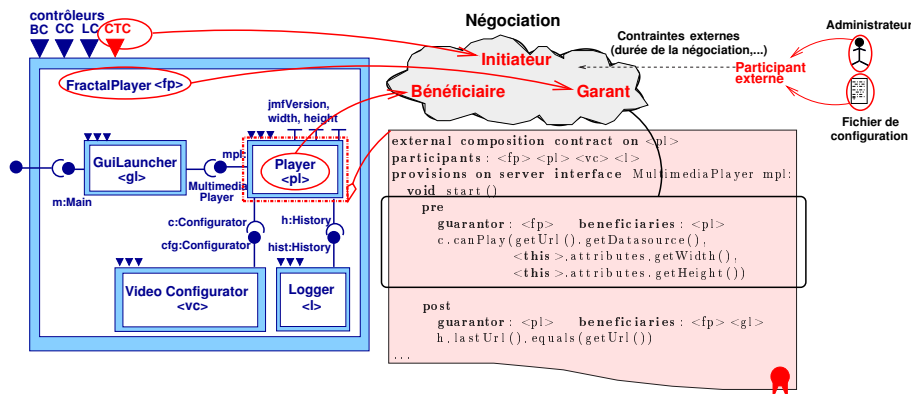 contrôleurs
BC CC LC CTC
FractalPlayer <fp>
jmfVersion,
width, height
GuiLauncher
<gl>
mpl:
Player
<pl>
m:Main
Multimedia
Player
c:Configurator
h:History
cfg:Configurator
hist:History
Video Configurator
<vc>
Logger
<l>
Négociation
Initiateur
Bénéficiaire
Garant
Contraintes externes
(durée de la négociation,...)
Participant
externe
Administrateur
Fichier de
configuration
external composition contract on <pl>
participants: <fp> <pl> <vc> <l>
provisions on server interface MultimediaPlayer mpl:
void start()
pre
guarantor: <fp> beneficiaries: <pl>
c.canPlay(getUrl().getDatasource(),
<this>.attributes.getWidth(),
<this>.attributes.getHeight())
post
guarantor: <pl> beneficiaries: <fp> <gl>
h.lastUrl().equals(getUrl())
...